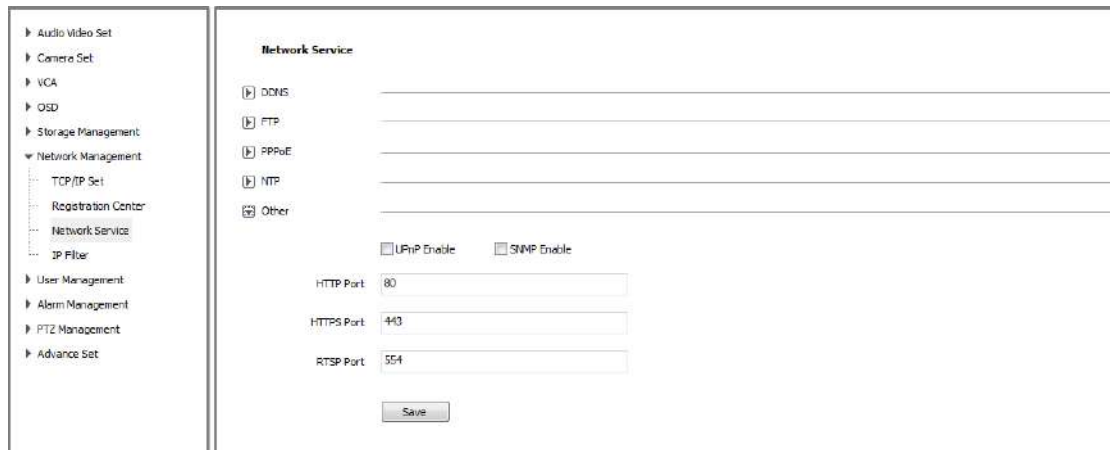 Audio Video Set
Camera Set
VCA
OSD
Storage Management
Network Management
TCP/IP Set
Registration Center
Network Service
IP Filter
User Management
Alarm Management
PTZ Management
Advance Set
Network Service
DDNS
FTP
PPPoE
NTP
Other
UPnP Enable SNMP Enable
HTTP Port 80
HTTPS Port 443
RTSP Port 554
Save